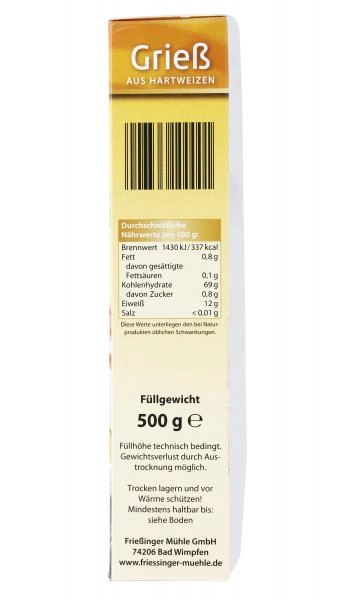 Grieß
AUS HARTWEIZEN
Durchschnittliche
Nährwerte pro 100 g:
Brennwert 1430 kJ / 337 kcal
Fett 0,8 g
davon gesättigte
Fettsäuren 0,1 g
Kohlenhydrate 69 g
davon Zucker 0,8 g
Eiweiß 12 g
Salz < 0,01 g
Diese Werte unterliegen den bei Natur-
produkten üblichen Schwankungen.
Füllgewicht
500 g ℮
Füllhöhe technisch bedingt.
Gewichtsverlust durch Aus-
trocknung möglich.
Trocken lagern und vor
Wärme schützen!
Mindestens haltbar bis:
siehe Boden
Frießinger Mühle GmbH
74206 Bad Wimpfen
www.friessinger-muehle.de